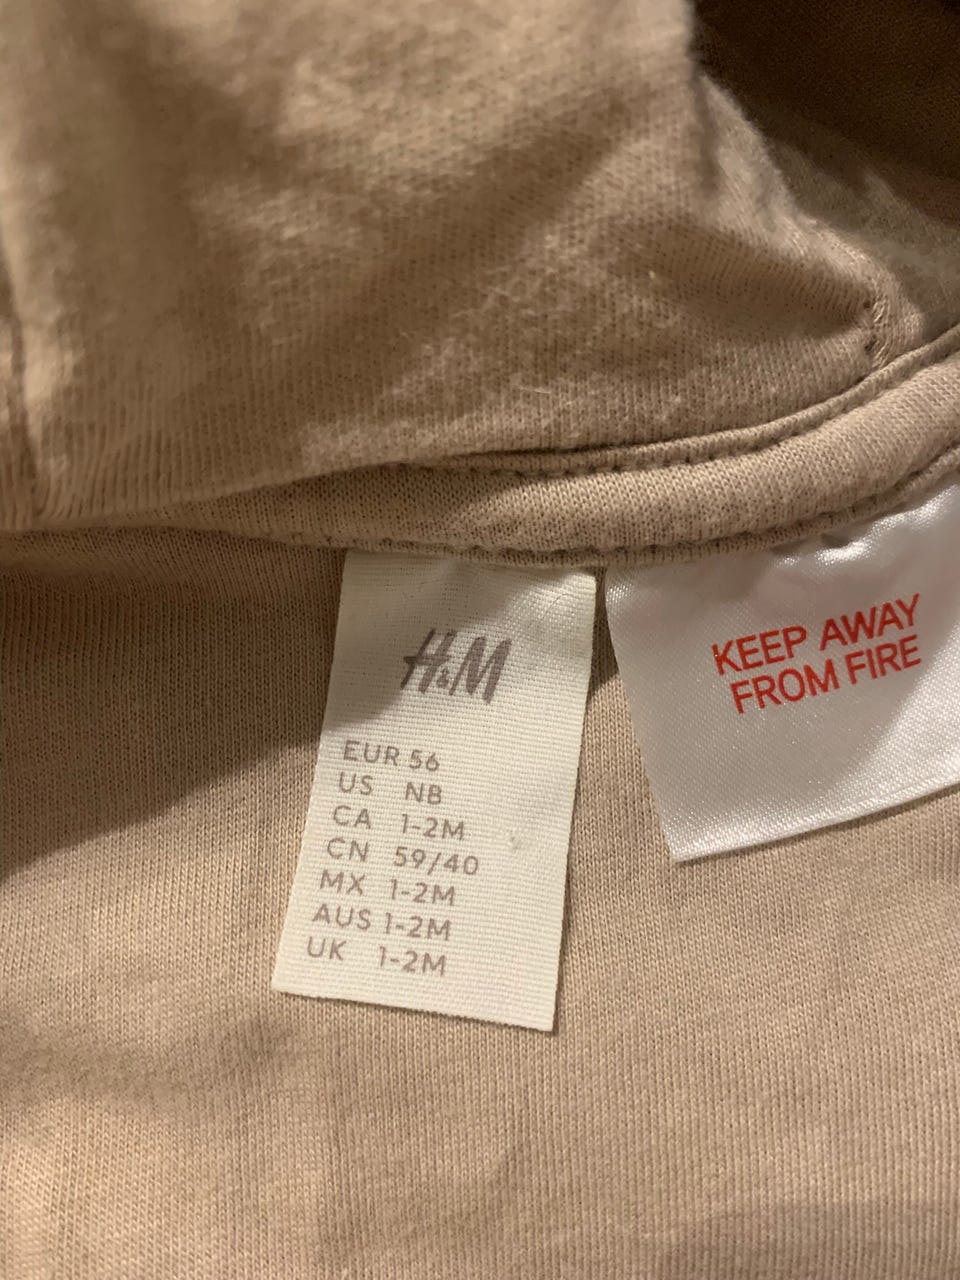 H&M
EUR 56
US NB
CA 1-2M
CN 59/40
MX 1-2M
AUS 1-2M
UK 1-2M
KEEP AWAY
FROM FIRE